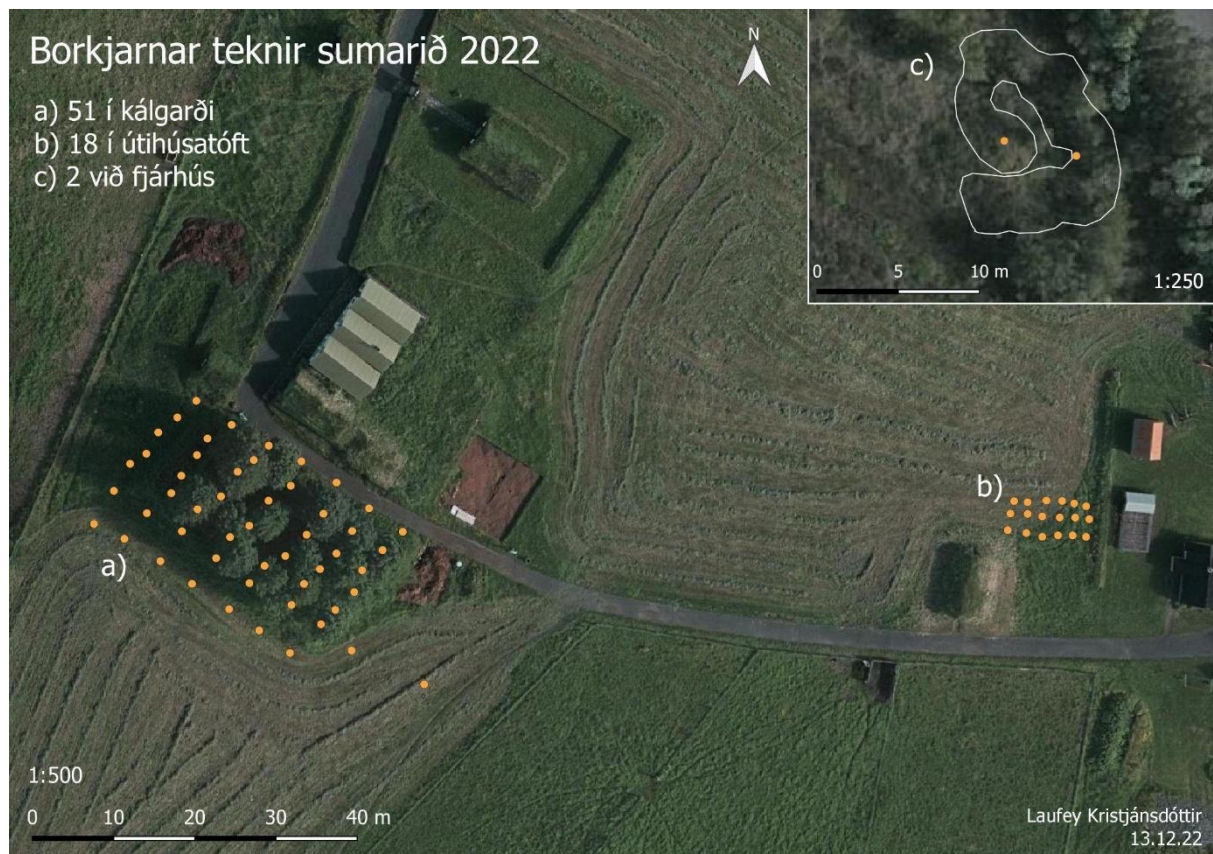 Borkjarnar teknir sumarið 2022
a) 51 í kálgarði
b) 18 í útihúsatóft
c) 2 við fjárhús
N
c)
0 5 10 m
1:250
b)
a)
1:500
0 10 20 30 40 m
Laufey Kristjánsdóttir
13.12.22